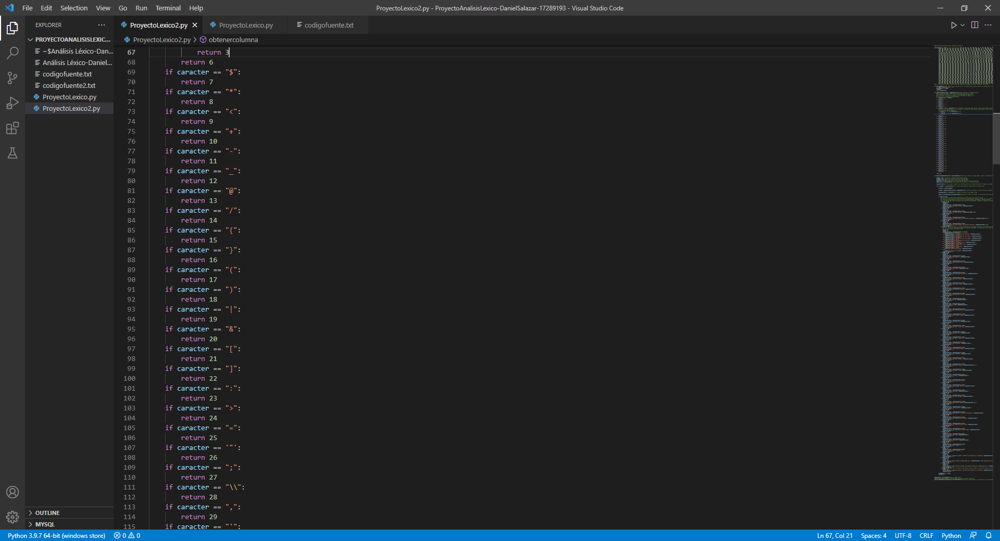 File Edit Selection View Go Run Terminal Help
ProyectoLexico2.py - ProyectoAnalisisLexico-DanielSalazar-17289193 - Visual Studio Code
EXPLORER
PROYECTOANALISISLEXIC...
~$Análisis Léxico-Dan...
Análisis Léxico-Daniel...
codigofuente.txt
codigofuente2.txt
ProyectoLexico.py
ProyectoLexico2.py
OUTLINE
MYSQL
ProyectoLexico2.py ProyectoLexico.py codigofuente.txt
ProyectoLexico2.py > obtenercolumna
67 return 3
68 return 6
69 if caracter == "$":
70 return 7
71 if caracter == "*":
72 return 8
73 if caracter == "<":
74 return 9
75 if caracter == "+":
76 return 10
77 if caracter == "-":
78 return 11
79 if caracter == "_":
80 return 12
81 if caracter == "@":
82 return 13
83 if caracter == "/":
84 return 14
85 if caracter == "{":
86 return 15
87 if caracter == "}":
88 return 16
89 if caracter == "(":
90 return 17
91 if caracter == ")":
92 return 18
93 if caracter == "|":
94 return 19
95 if caracter == "&":
96 return 20
97 if caracter == "[":
98 return 21
99 if caracter == "]":
100 return 22
101 if caracter == ":":
102 return 23
103 if caracter == ">":
104 return 24
105 if caracter == "=":
106 return 25
107 if caracter == '"':
108 return 26
109 if caracter == ";":
110 return 27
111 if caracter == "\\":
112 return 28
113 if caracter == ",":
114 return 29
115 if caracter == "'":
Python 3.9.7 64-bit (windows store) 0 0
Ln 67, Col 21 Spaces: 4 UTF-8 CRLF Python